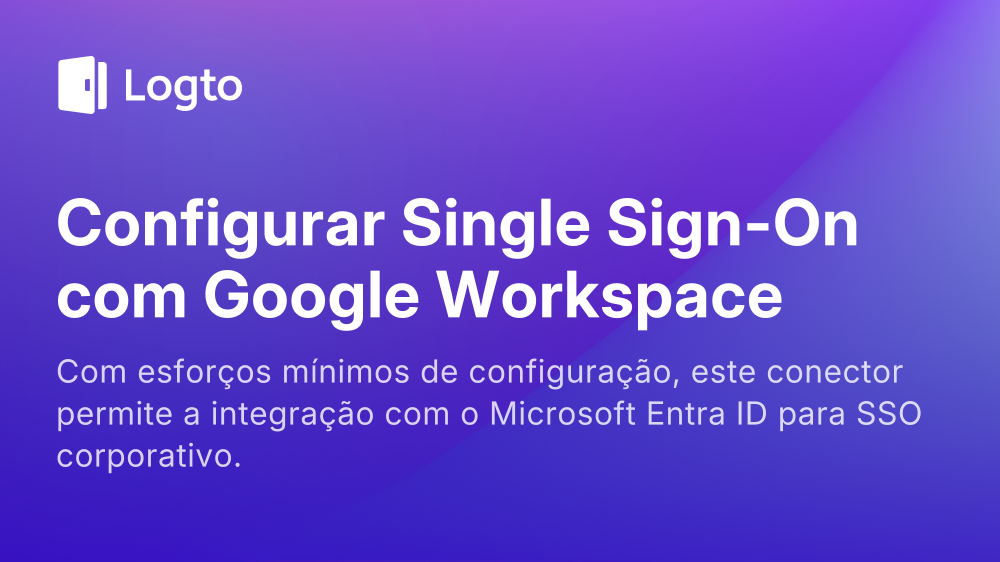 Logto
Configurar Single Sign-On
com Google Workspace
Com esforços mínimos de configuração, este conector
permite a integração com o Microsoft Entra ID para SSO
corporativo.